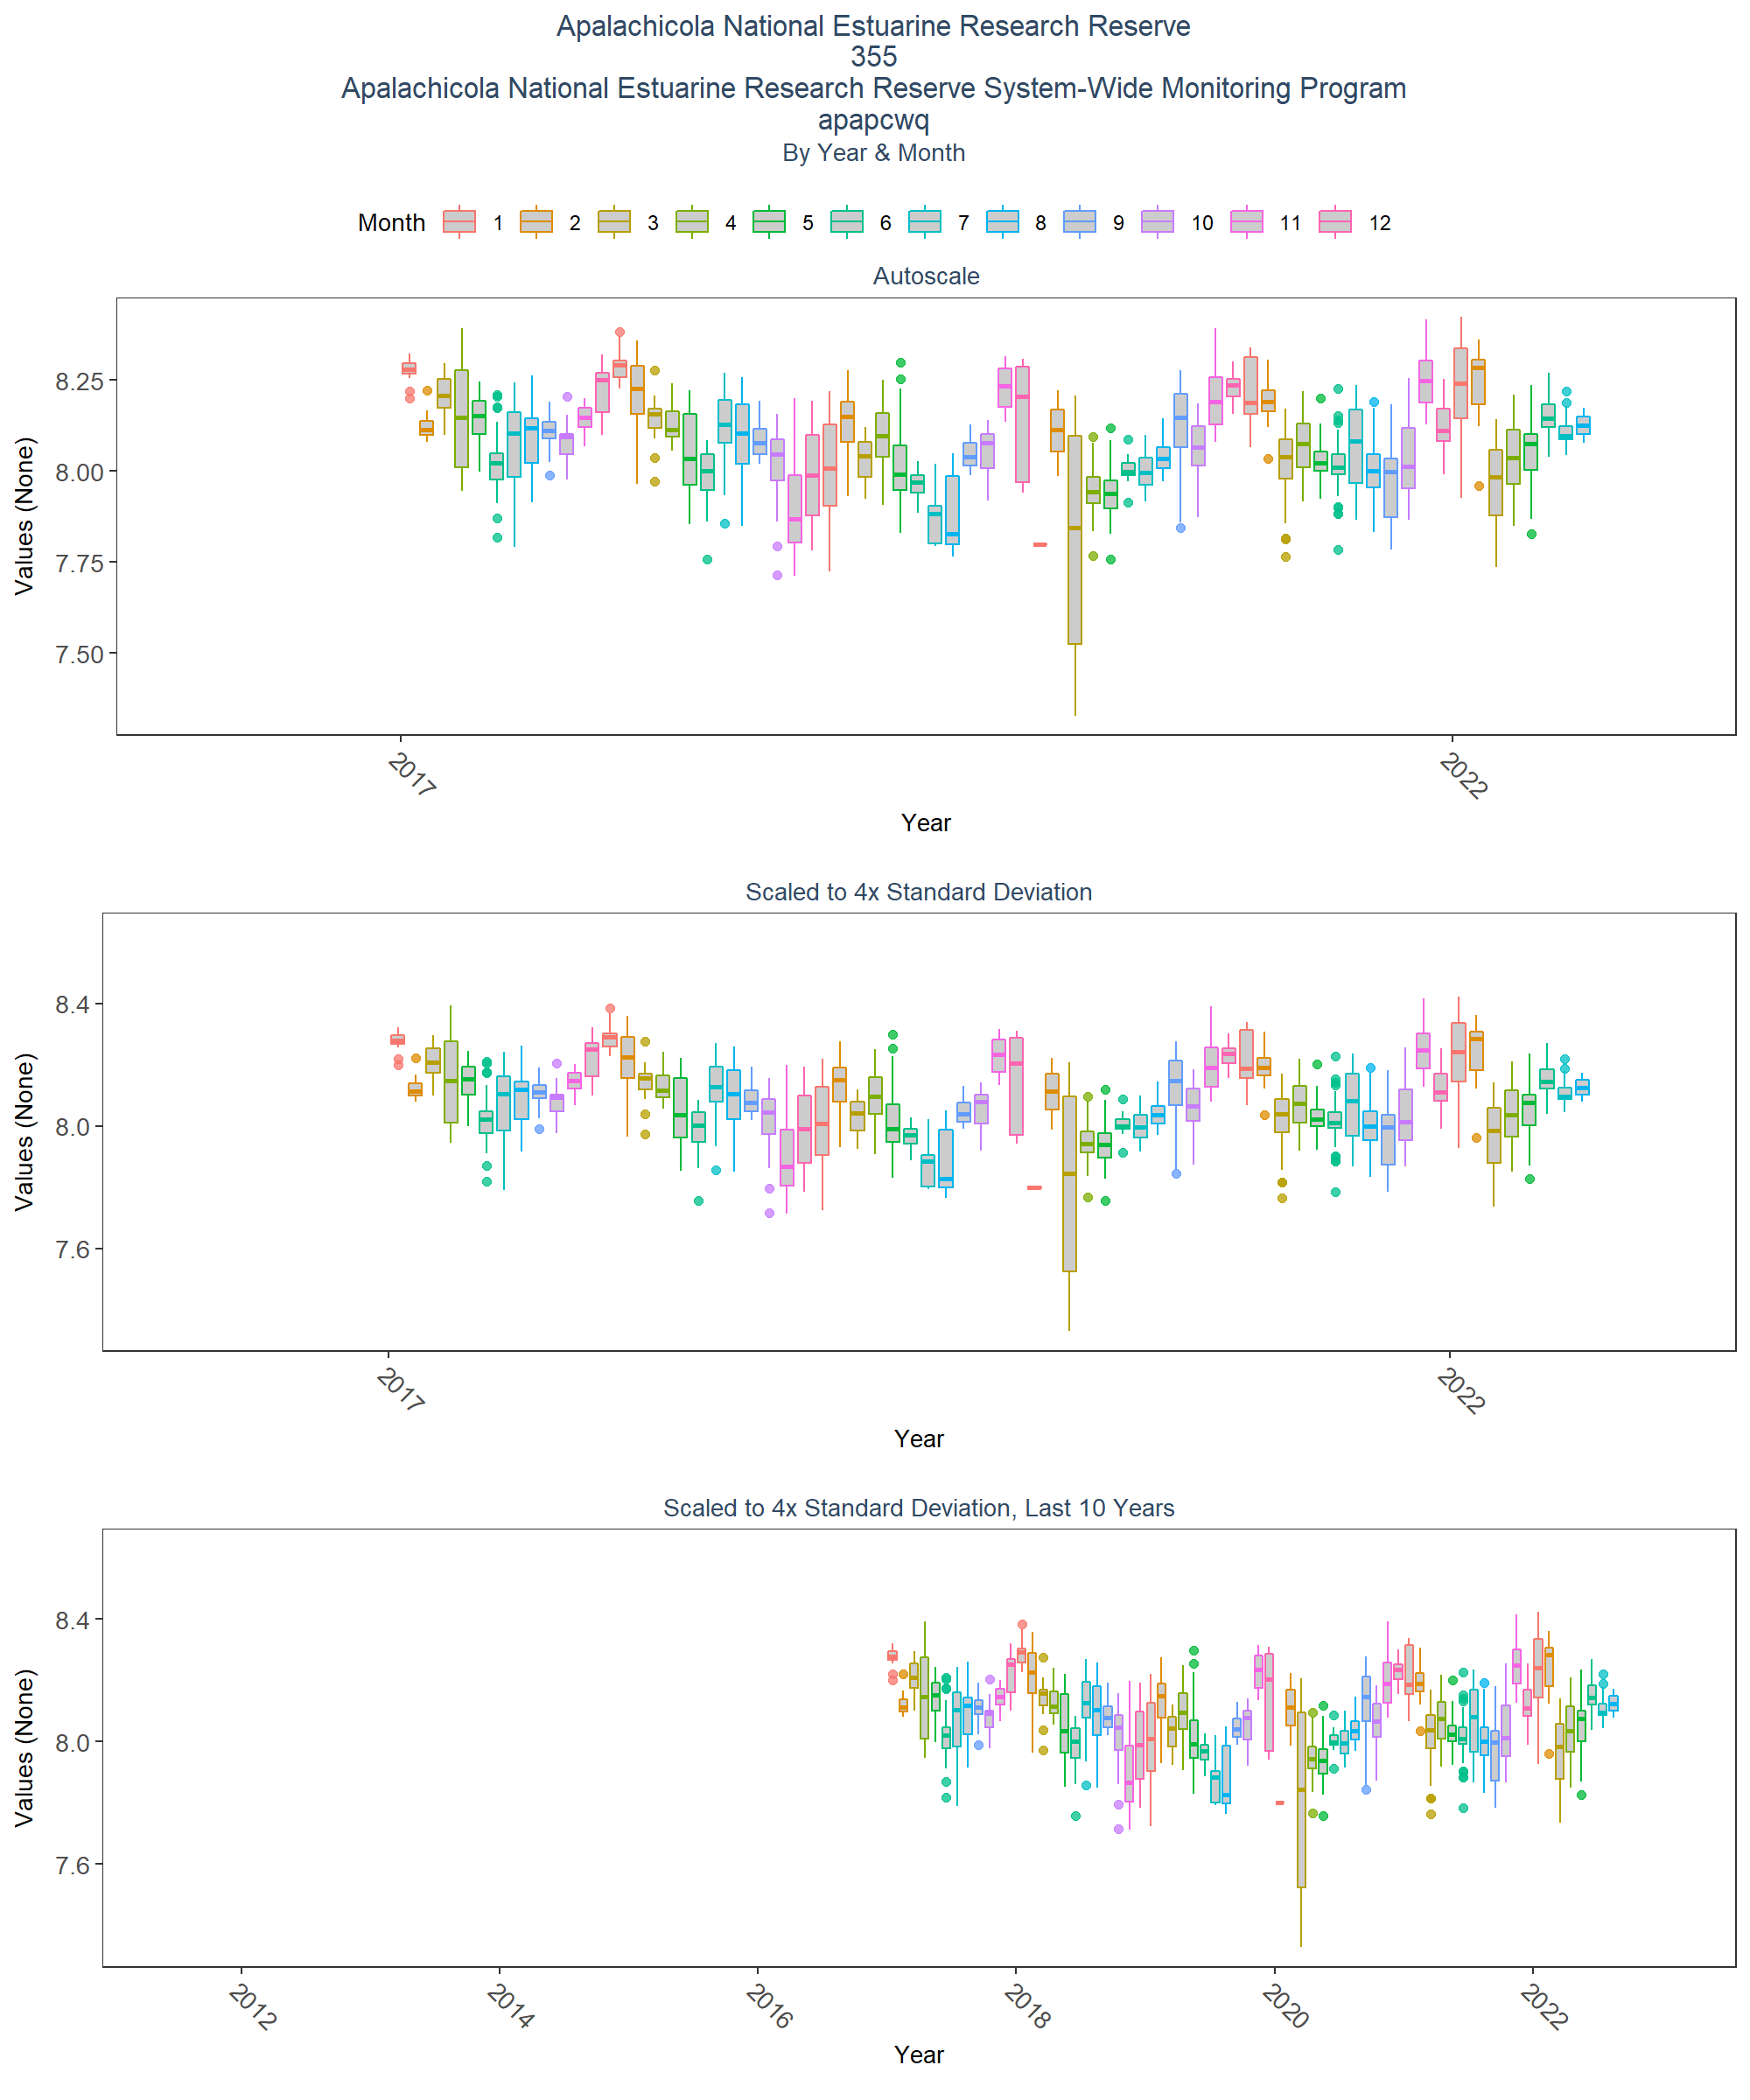 Apalachicola National Estuarine Research Reserve
355
Apalachicola National Estuarine Research Reserve System-Wide Monitoring Program
apapcwq
By Year & Month
Month 1 2 3 4 5 6 7 8 9 10 11 12
Autoscale
Values (None)
8.25
8.00
7.75
7.50
2017 2022
Year
Scaled to 4x Standard Deviation
Values (None)
8.4
8.0
7.6
2017 2022
Year
Scaled to 4x Standard Deviation, Last 10 Years
Values (None)
8.4
8.0
7.6
2012 2014 2016 2018 2020 2022
Year